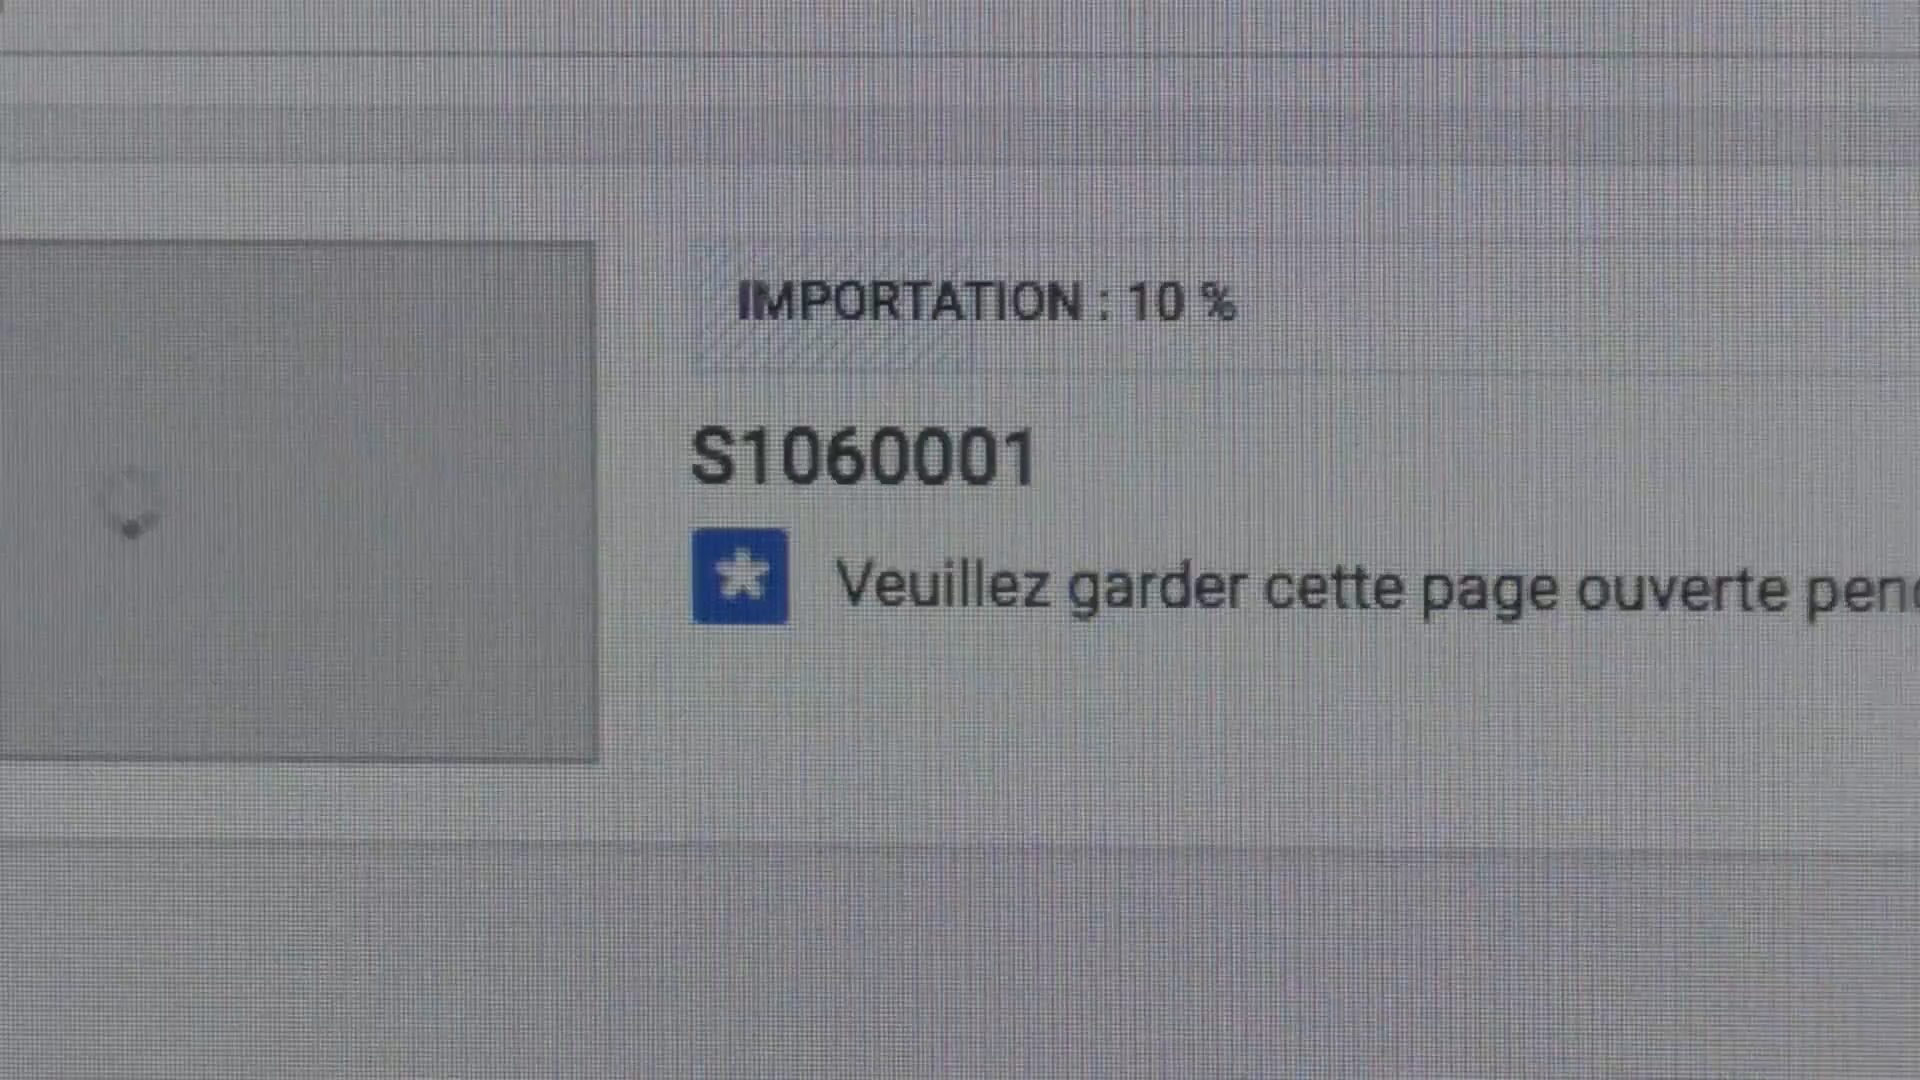 IMPORTATION : 10 %
S1060001
Veuillez garder cette page ouverte